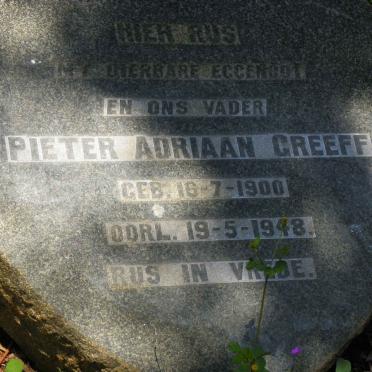 HIER RUS
MY DIERBARE EGGENOOT
EN ONS VADER
PIETER ADRIAAN GREEFF
GEB. 16-7-1900
OORL. 19-5-1948.
RUS IN VREDE.